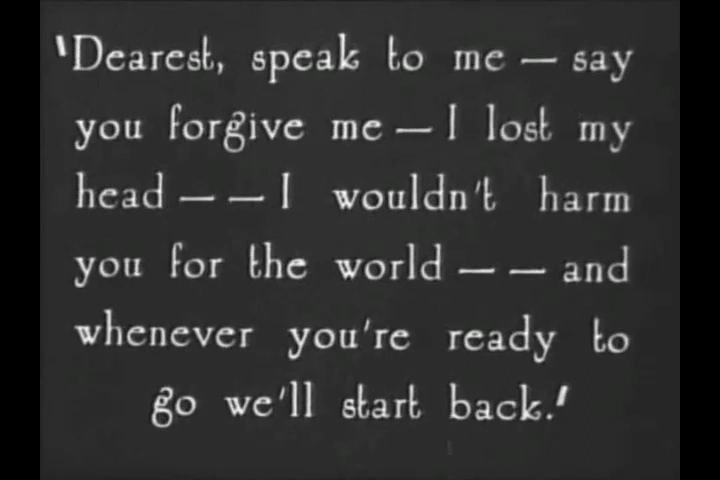 'Dearest, speak to me — say
you forgive me — I lost my
head — — I wouldn't harm
you for the world — — and
whenever you're ready to
go we'll start back.'